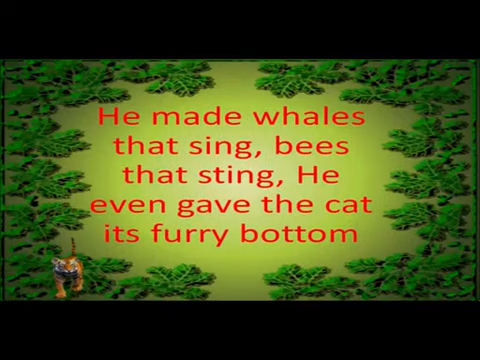 He made whales
that sing, bees
that sting, He
even gave the cat
its furry bottom